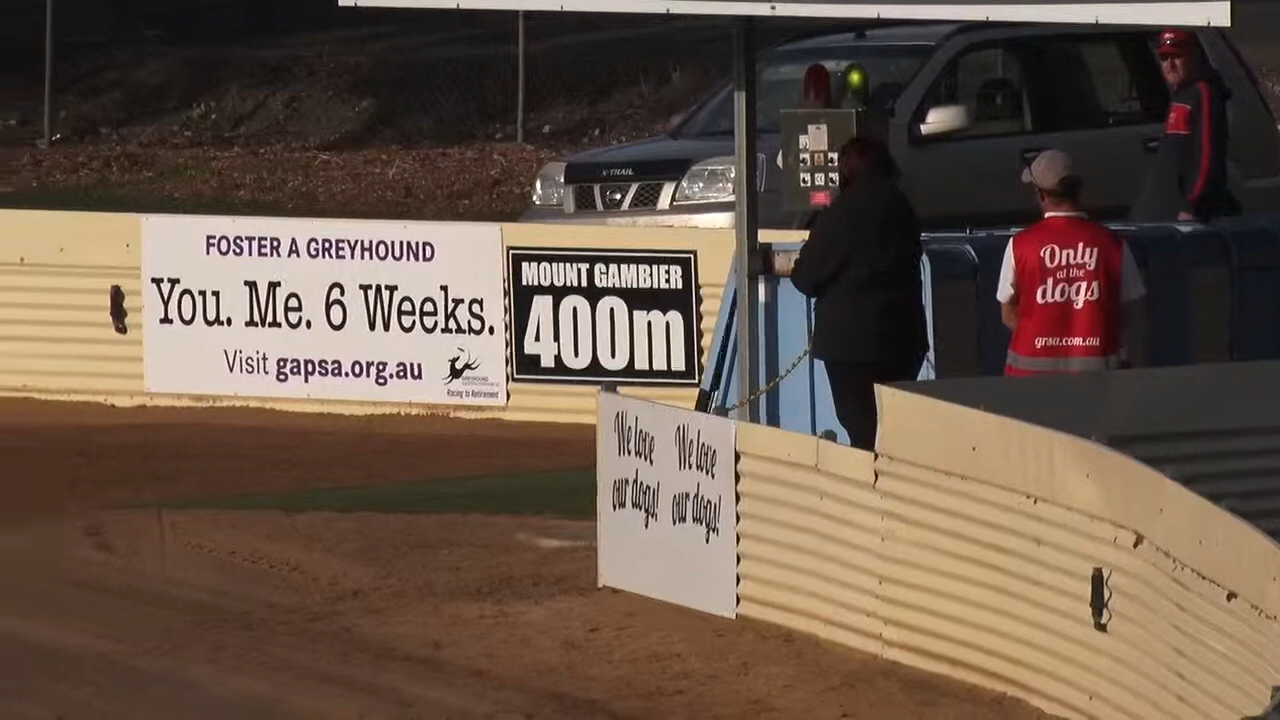 X-TRAIL
FOSTER A GREYHOUND
You. Me. 6 Weeks.
Visit gapsa.org.au
GREYHOUND
Racing to Retirement
MOUNT GAMBIER
400m
Only
at the
dogs
grsa.com.au
We love
our dogs!
We love
our dogs!